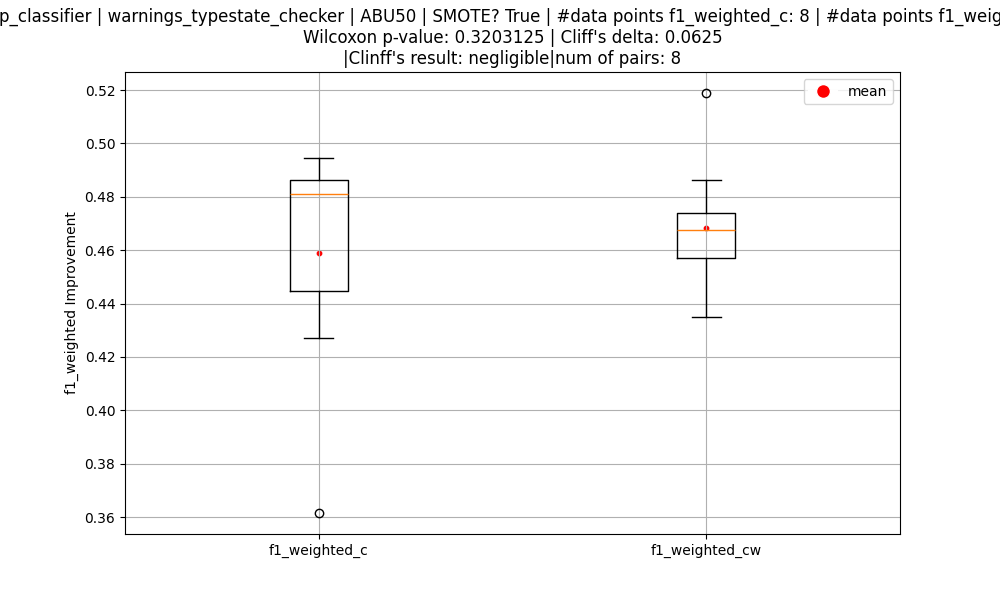 p_classifier | warnings_typestate_checker | ABU50 | SMOTE? True | #data points f1_weighted_c: 8 | #data points f1_weig
Wilcoxon p-value: 0.3203125 | Cliff's delta: 0.0625
|Clinff's result: negligible|num of pairs: 8
mean
f1_weighted Improvement
0.52
0.50
0.48
0.46
0.44
0.42
0.40
0.38
0.36
f1_weighted_c
f1_weighted_cw